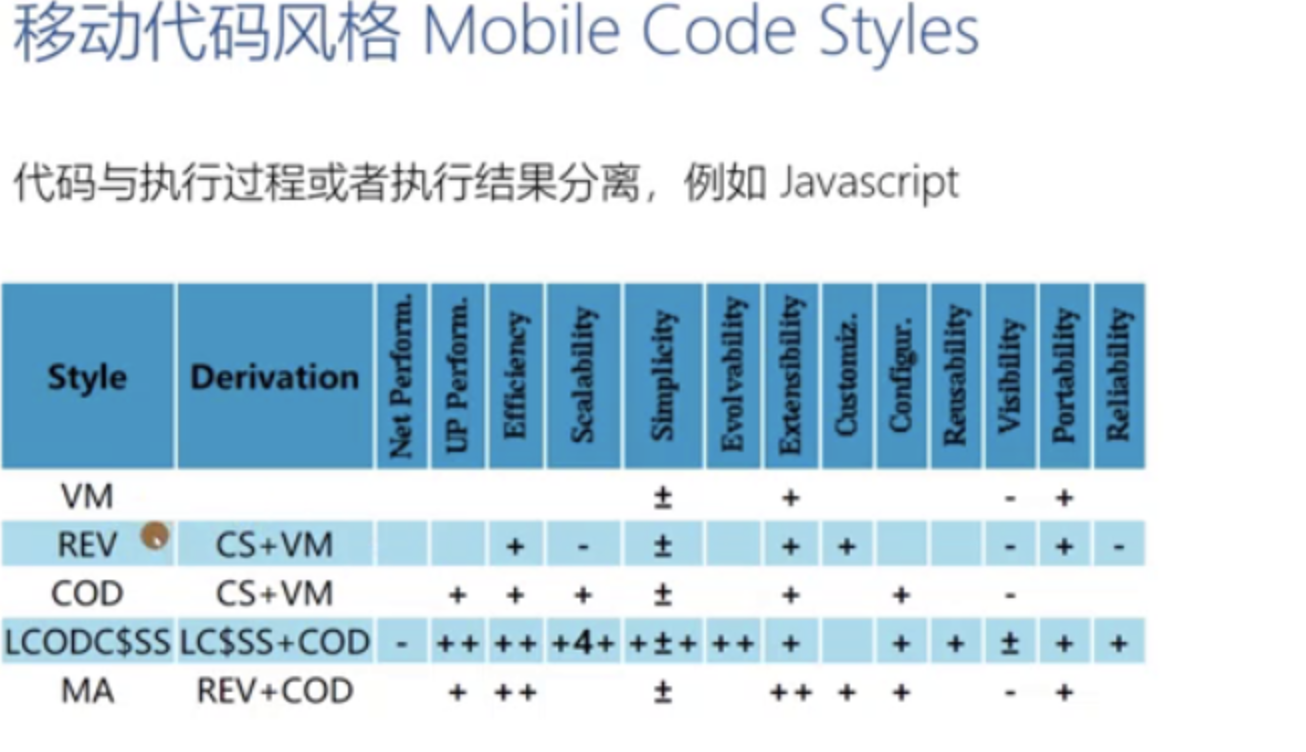 移动代码风格 Mobile Code Styles
代码与执行过程或者执行结果分离，例如 Javascript
Style Derivation Net Perform. UP Perform. Efficiency Scalability Simplicity Evolvability Extensibility Customiz. Configur. Reusability Visibility Portability Reliability
VM ± + - +
REV CS+VM + - ± + + - + -
COD CS+VM + + + ± + + -
LCODC$SS LC$SS+COD - ++ ++ +4+ +±+ ++ + + + ± + +
MA REV+COD + ++ ± ++ + + - +